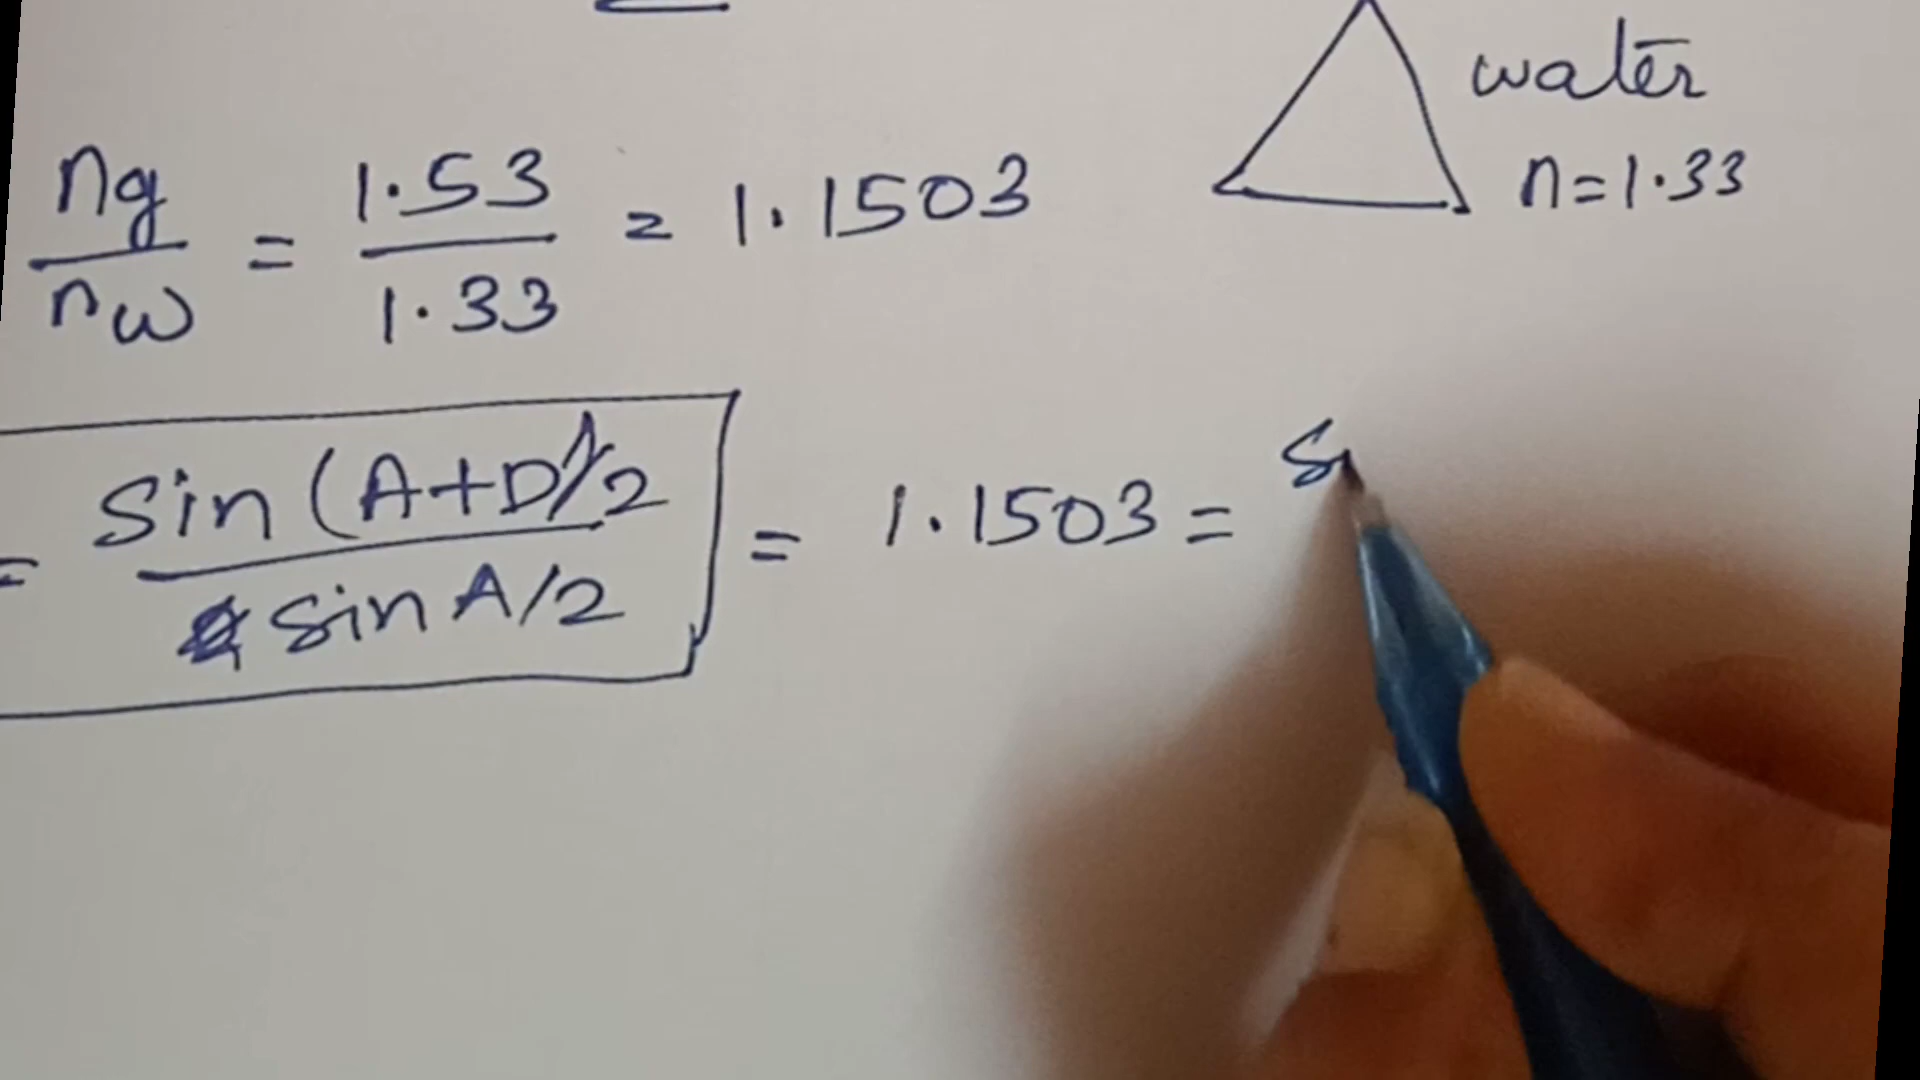 water
n=1.33
ng/nw = 1.53/1.33 = 1.1503
= Sin (A+D)/2 / sin A/2 = 1.1503 = S